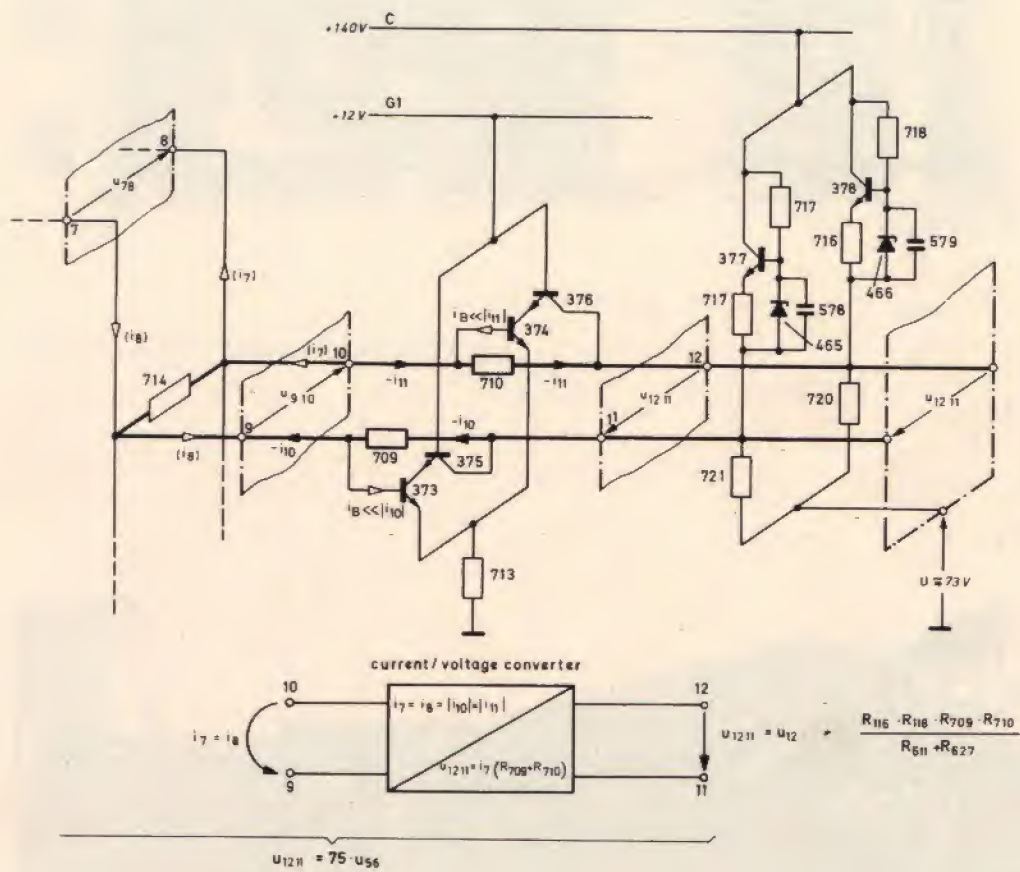 C
+140V
G1
+12V
8
u78
7
718
378
717
716
579
466
377
717
578
465
376
374
iB<<|i11|
(i7)
(i8)
714
(i7)
10
-i11
710
-i11
12
u9 10
u12 11
720
u12 11
9
-i10
709
-i10
11
(i8)
375
373
iB<<|i10|
721
713
U≅73V
current/voltage converter
10
12
i7 = i8 = |i10|=|i11|
i7 = i8
u12 11 = i7 (R709+R710)
u12 11 = u12 · R116 · R118 · R709 · R710
R611 + R627
9
11
u12 11 = 75 · u56